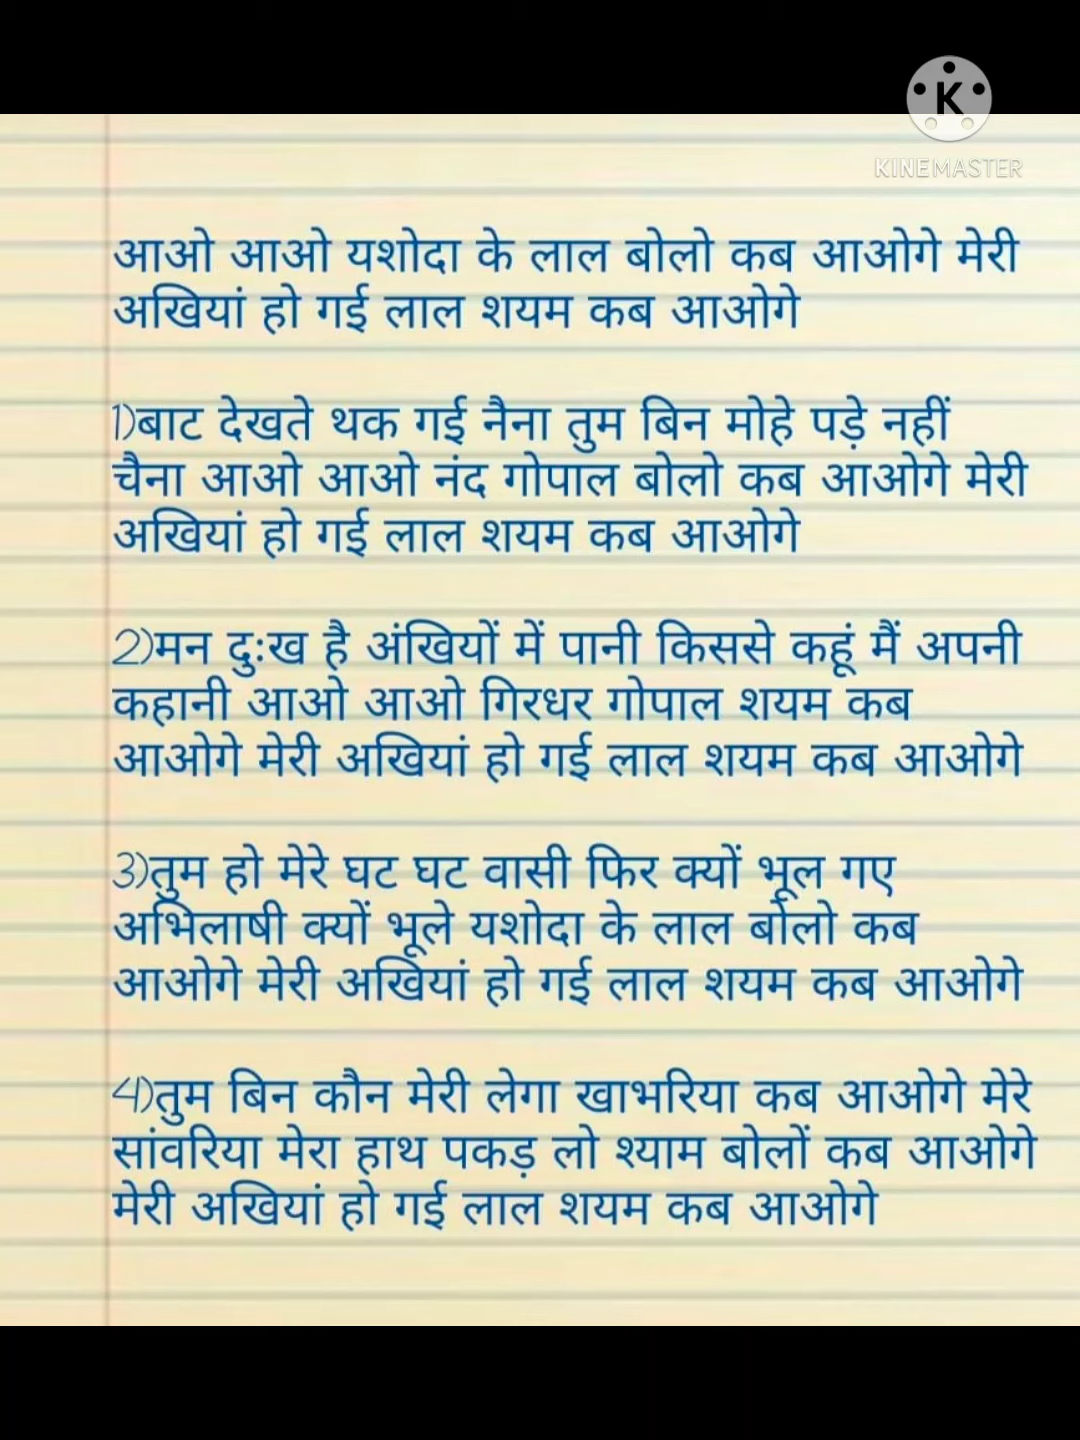 KINEMASTER
आओ आओ यशोदा के लाल बोलो कब आओगे मेरी
अखियां हो गई लाल शयम कब आओगे
1)बाट देखते थक गई नैना तुम बिन मोहे पड़े नहीं
चैना आओ आओ नंद गोपाल बोलो कब आओगे मेरी
अखियां हो गई लाल शयम कब आओगे
2)मन दुःख है अंखियों में पानी किससे कहूं मैं अपनी
कहानी आओ आओ गिरधर गोपाल शयम कब
आओगे मेरी अखियां हो गई लाल शयम कब आओगे
3)तुम हो मेरे घट घट वासी फिर क्यों भूल गए
अभिलाषी क्यों भूले यशोदा के लाल बोलो कब
आओगे मेरी अखियां हो गई लाल शयम कब आओगे
4)तुम बिन कौन मेरी लेगा खाभरिया कब आओगे मेरे
सांवरिया मेरा हाथ पकड़ लो श्याम बोलों कब आओगे
मेरी अखियां हो गई लाल शयम कब आओगे